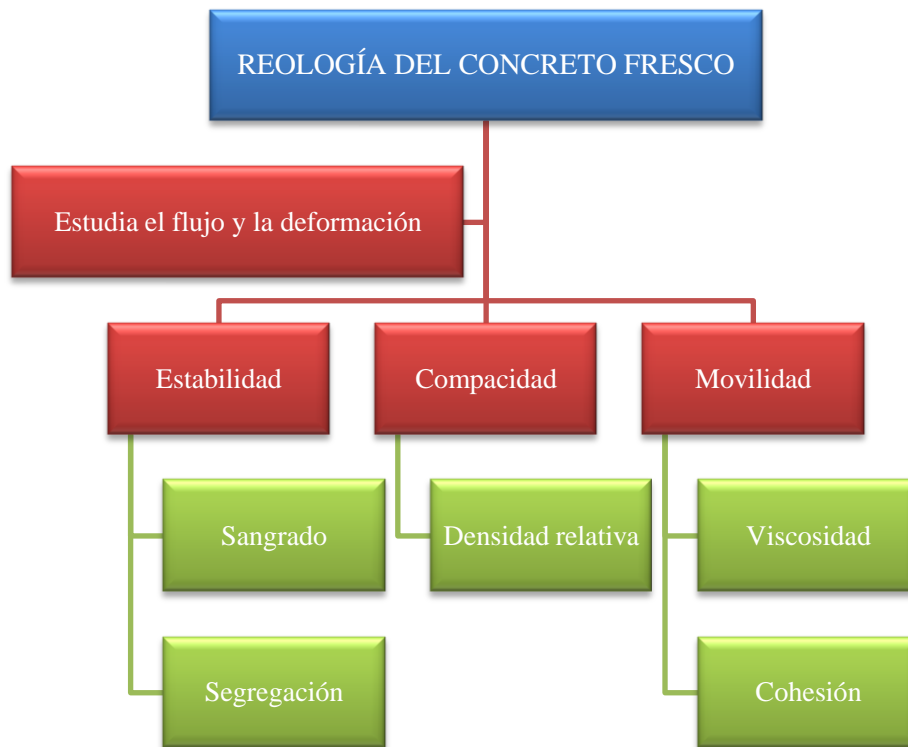 REOLOGÍA DEL CONCRETO FRESCO
Estudia el flujo y la deformación
Estabilidad
Compacidad
Movilidad
Sangrado
Densidad relativa
Viscosidad
Segregación
Cohesión